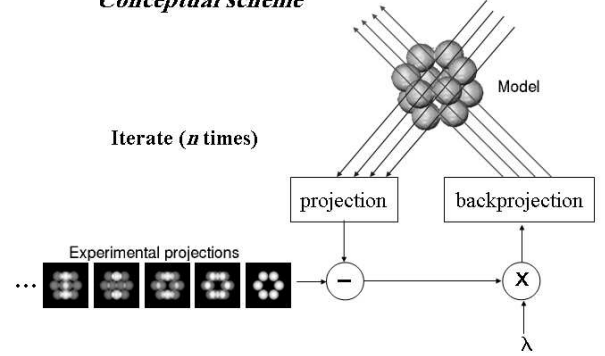 Conceptual scheme
Model
Iterate (n times)
projection
backprojection
Experimental projections
...
−
X
λ